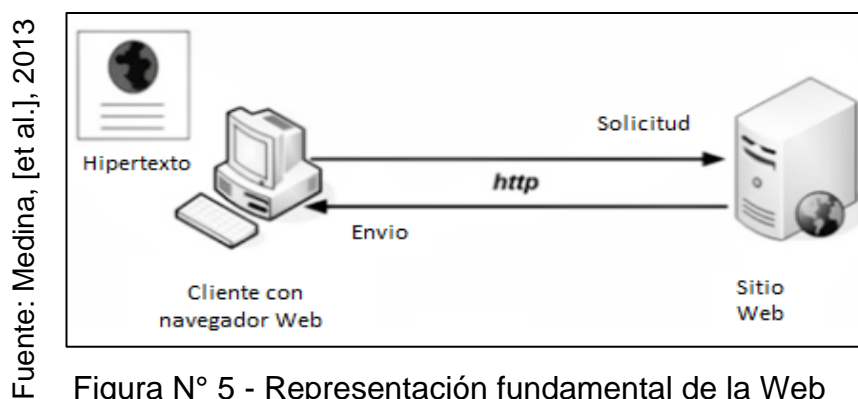 Fuente: Medina, [et al.], 2013
Hipertexto
Solicitud
http
Envio
Cliente con
navegador Web
Sitio
Web
Figura N° 5 - Representación fundamental de la Web